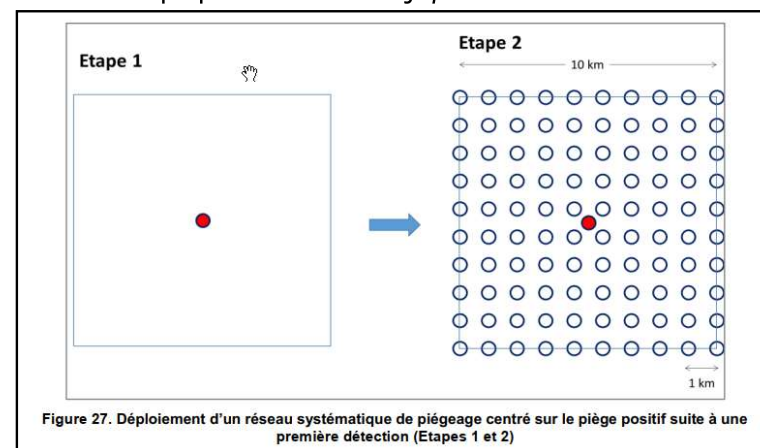 Etape 1
Etape 2
10 km
1 km
Figure 27. Déploiement d'un réseau systématique de piégeage centré sur le piège positif suite à une
première détection (Etapes 1 et 2)